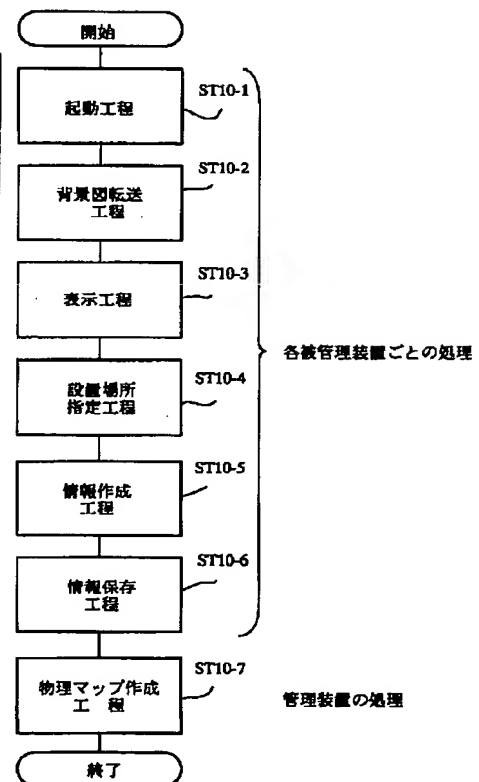 開始
ST10-1
起動工程
ST10-2
背景図転送
工程
ST10-3
表示工程
各被管理装置ごとの処理
ST10-4
設置場所
指定工程
ST10-5
情報作成
工程
ST10-6
情報保存
工程
ST10-7
物理マップ作成
工 程
管理装置の処理
終了